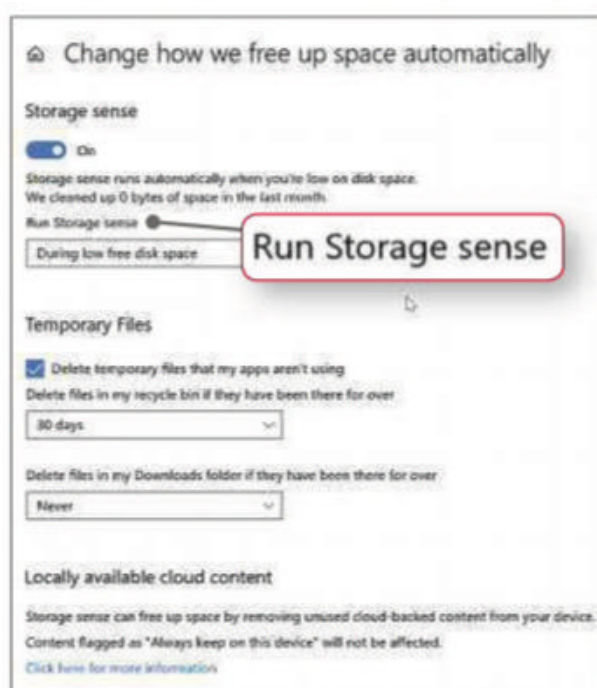 Change how we free up space automatically
Storage sense
On
Storage sense runs automatically when you're low on disk space.
We cleaned up 0 bytes of space in the last month.
Run Storage sense
During low free disk space
Run Storage sense
Temporary Files
Delete temporary files that my apps aren't using
Delete files in my recycle bin if they have been there for over
30 days
Delete files in my Downloads folder if they have been there for over
Never
Locally available cloud content
Storage sense can free up space by removing unused cloud-backed content from your device.
Content flagged as "Always keep on this device" will not be affected.
Click here for more information